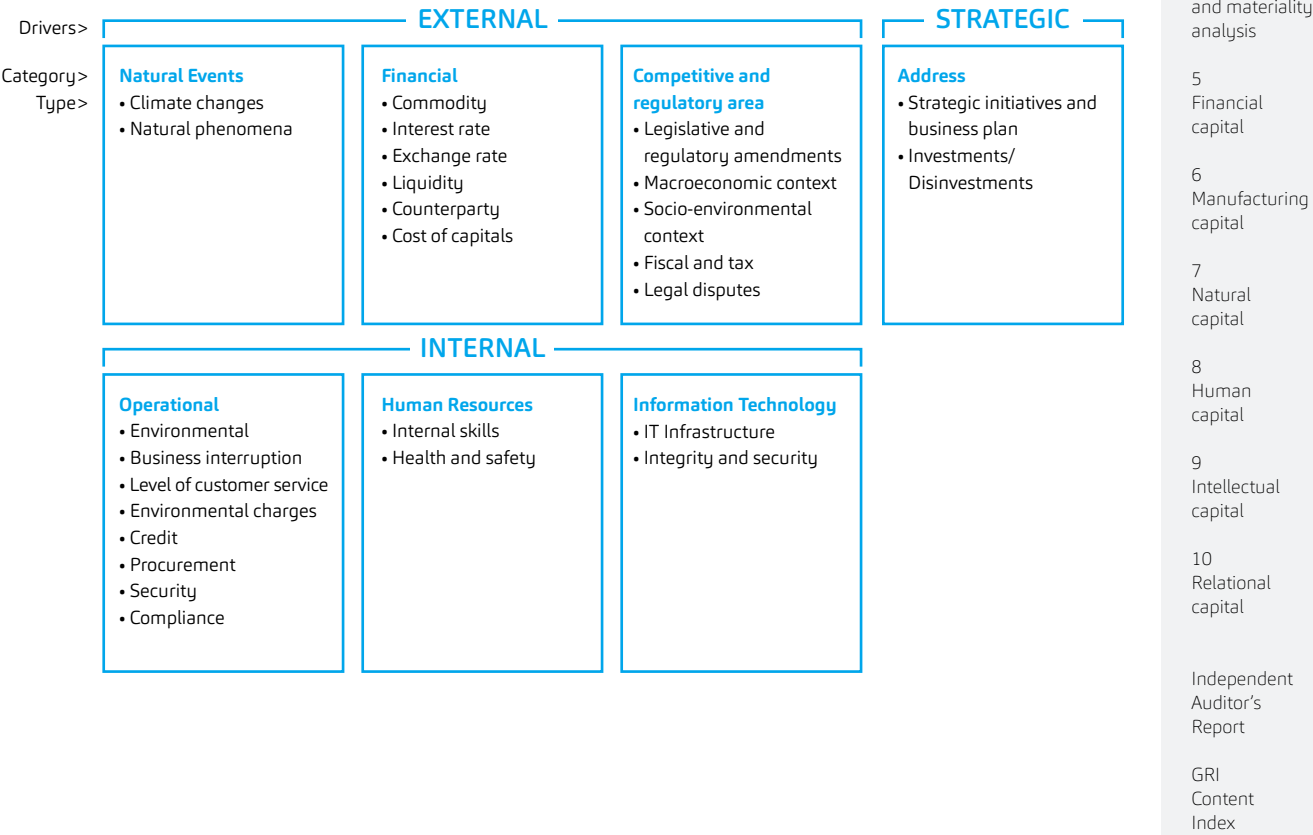 Drivers>
EXTERNAL
STRATEGIC
Category>
Type>
Natural Events
• Climate changes
• Natural phenomena
Financial
• Commodity
• Interest rate
• Exchange rate
• Liquidity
• Counterparty
• Cost of capitals
Competitive and
regulatory area
• Legislative and
regulatory amendments
• Macroeconomic context
• Socio-environmental
context
• Fiscal and tax
• Legal disputes
Address
• Strategic initiatives and
business plan
• Investments/
Disinvestments
INTERNAL
Operational
• Environmental
• Business interruption
• Level of customer service
• Environmental charges
• Credit
• Procurement
• Security
• Compliance
Human Resources
• Internal skills
• Health and safety
Information Technology
• IT Infrastructure
• Integrity and security
and materiality
analysis
5
Financial
capital
6
Manufacturing
capital
7
Natural
capital
8
Human
capital
9
Intellectual
capital
10
Relational
capital
Independent
Auditor's
Report
GRI
Content
Index